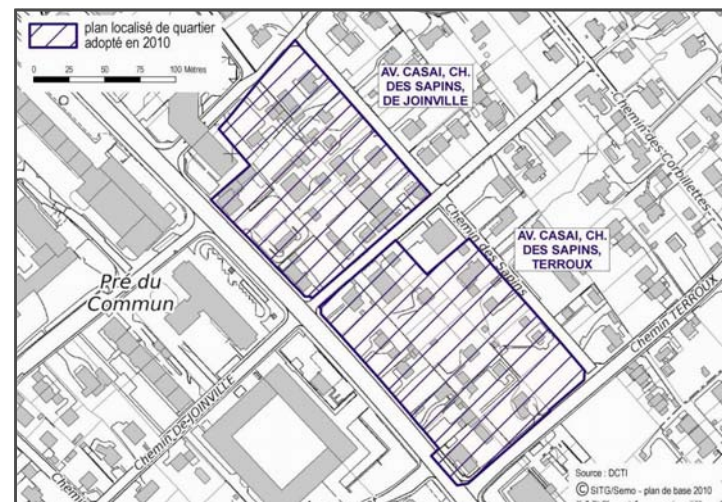 plan localisé de quartier
adopté en 2010
0 25 50 75 100 Mètres
AV. CASAI, CH.
DES SAPINS,
DE JOINVILLE
Chemin des Corbillettes
Chemin des Sapins
AV. CASAI, CH.
DES SAPINS,
TERROUX
Pré du
Commun
Chemin TERROUX
Chemin De JOINVILLE
Source : DCTI
© SITG/Semo - plan de base 2010